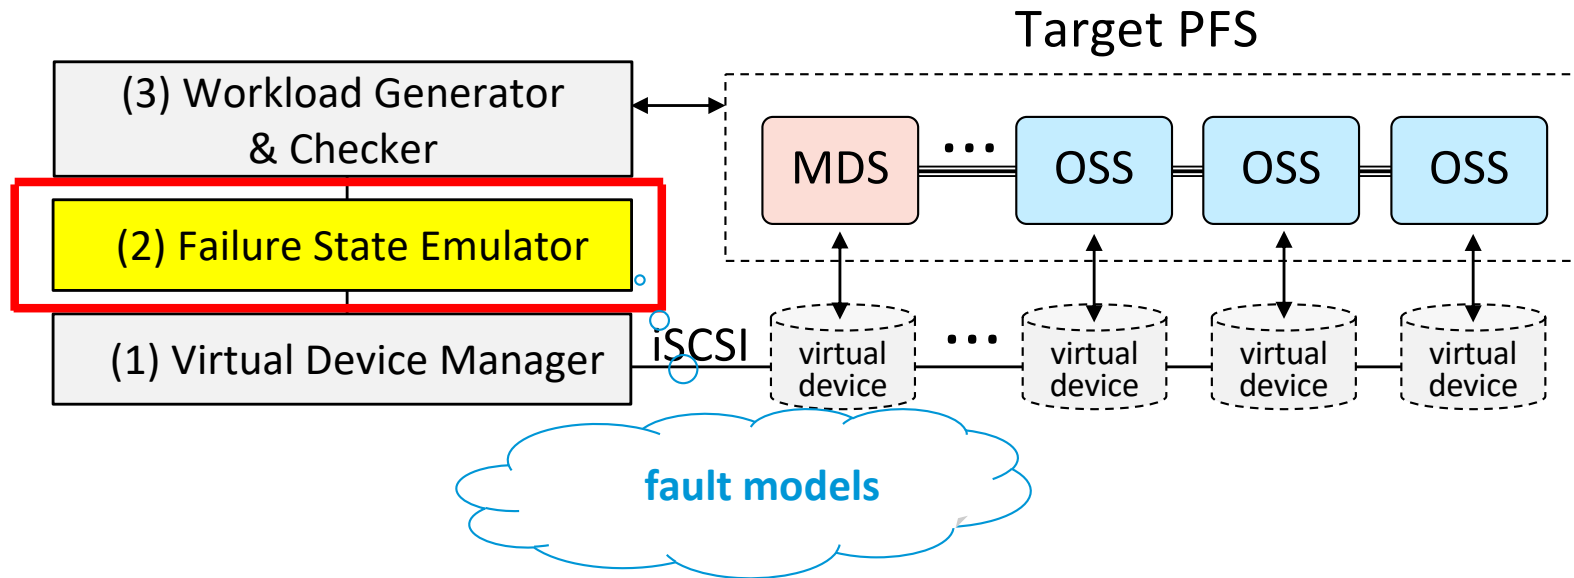 Target PFS
(3) Workload Generator
& Checker
...
MDS
OSS
OSS
OSS
(2) Failure State Emulator
(1) Virtual Device Manager
iSCSI
virtual
device
...
virtual
device
virtual
device
virtual
device
fault models